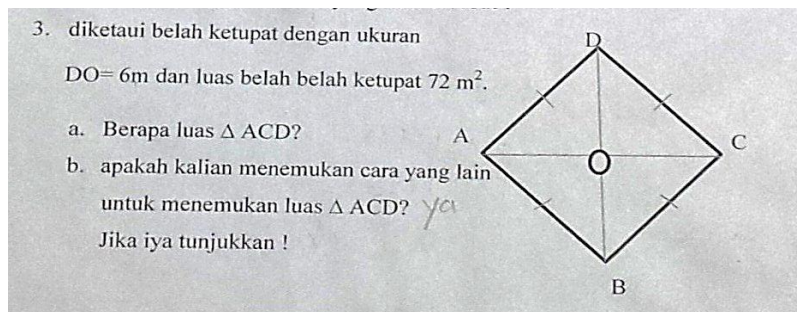 3. diketaui belah ketupat dengan ukuran
DO= 6m dan luas belah belah ketupat 72 m².
a. Berapa luas Δ ACD?
b. apakah kalian menemukan cara yang lain
untuk menemukan luas Δ ACD? ya
Jika iya tunjukkan !
D
A
C
O
B